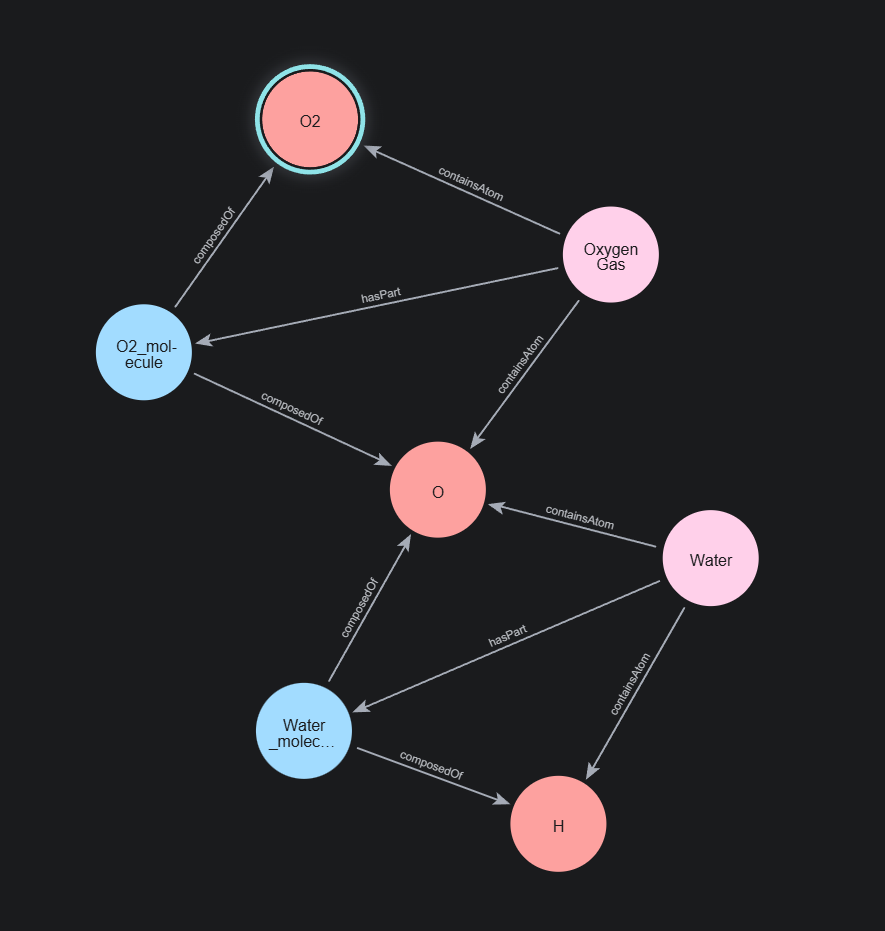 O2
containsAtom
composedOf
Oxygen
Gas
hasPart
O2_mol-
ecule
containsAtom
composedOf
O
containsAtom
Water
composedOf
hasPart
containsAtom
Water
_molec...
composedOf
H